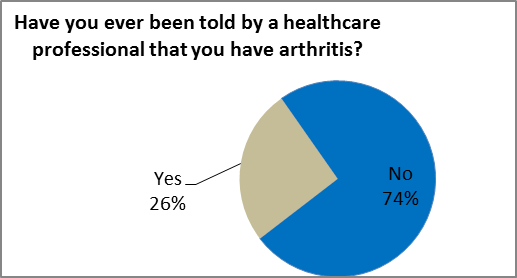 Have you ever been told by a healthcare
professional that you have arthritis?
Yes
26%
No
74%